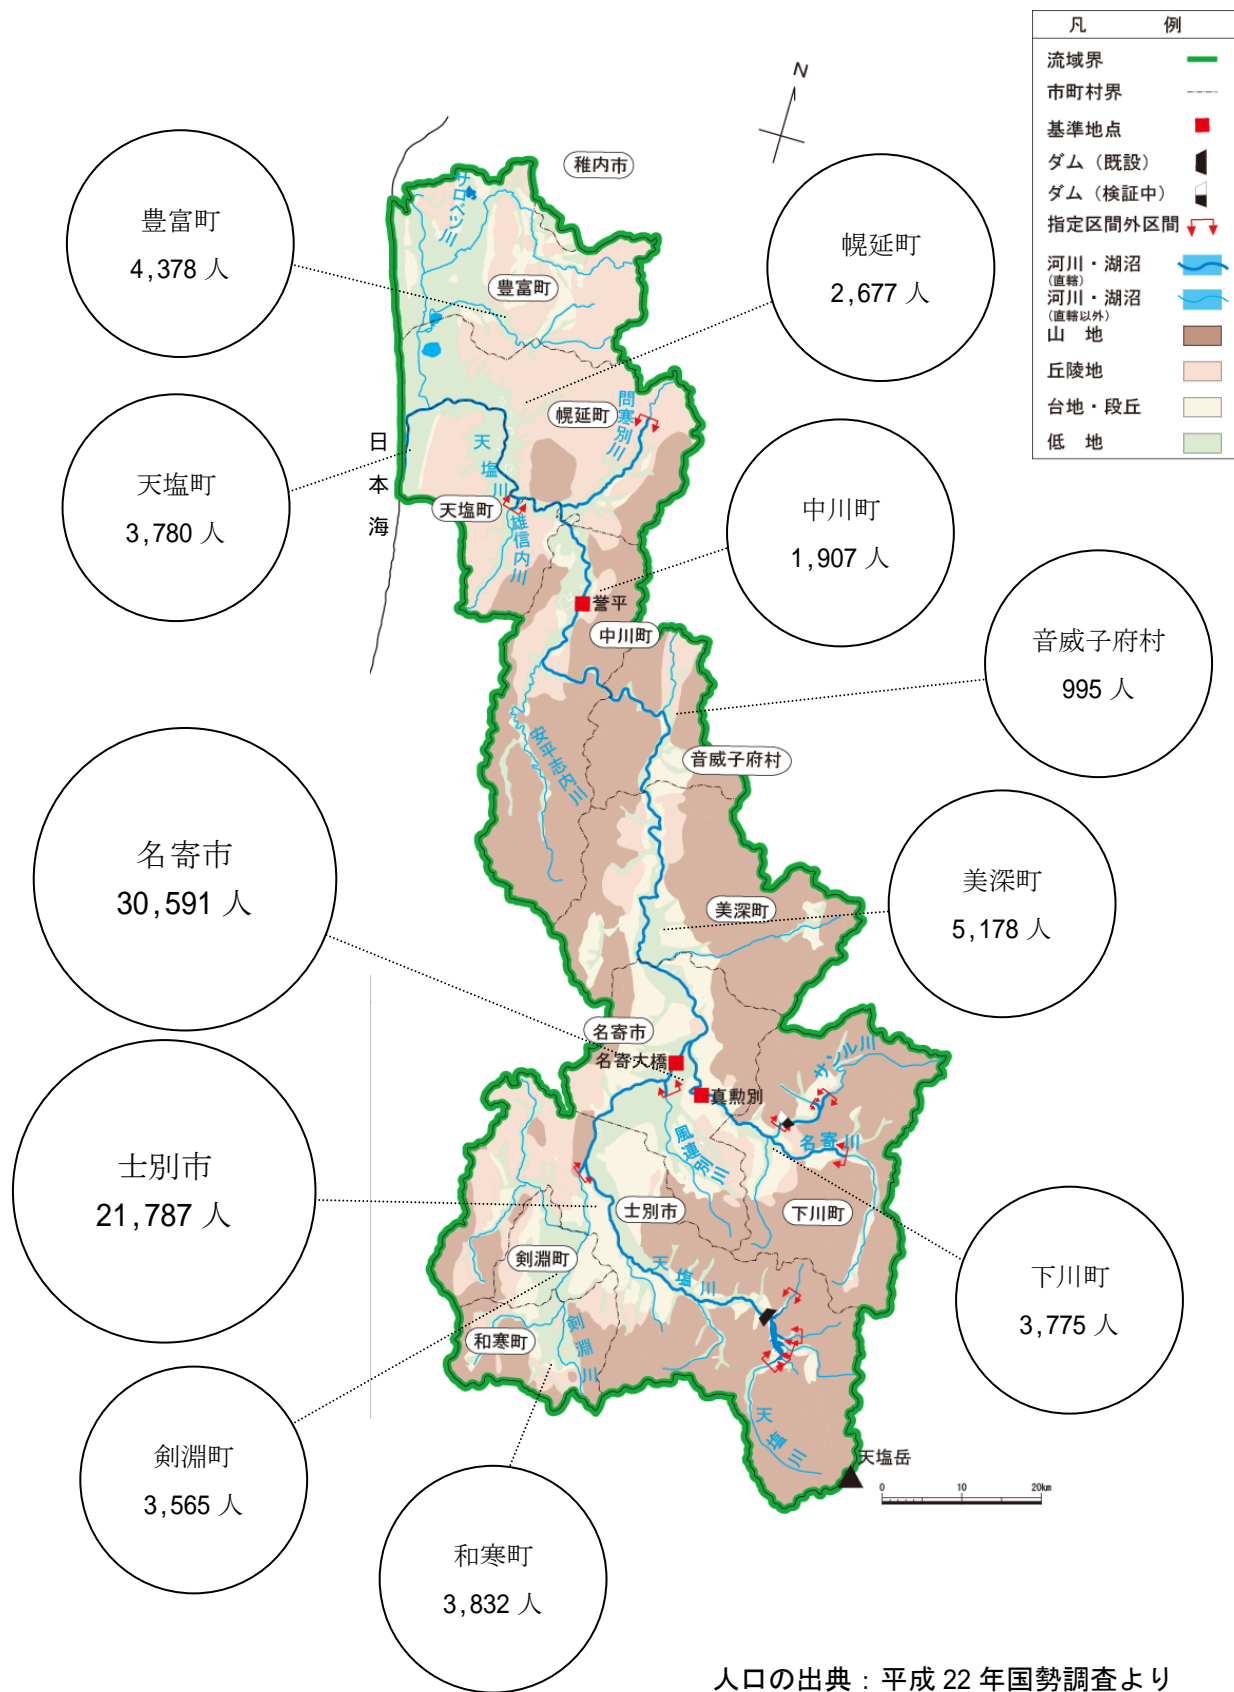 凡 例
流域界
市町村界
基準地点
ダム（既設）
ダム（検証中）
指定区間外区間
河川・湖沼
(直轄)
河川・湖沼
(直轄以外)
山 地
丘陵地
台地・段丘
低 地
N
稚内市
サロベツ川
豊富町
4,378 人
幌延町
2,677 人
豊富町
幌延町
問寒別川
日本海
天塩川
天塩町
3,780 人
天塩町
雄信内川
中川町
1,907 人
誉平
中川町
音威子府村
995 人
安平志内川
音威子府村
名寄市
30,591 人
美深町
5,178 人
美深町
名寄市
名寄大橋
真勲別
サンル川
名寄川
風連別川
士別市
21,787 人
士別市
下川町
剣淵町
天塩川
下川町
3,775 人
和寒町
剣淵川
天塩川
天塩岳
0 10 20km
剣淵町
3,565 人
和寒町
3,832 人
人口の出典：平成 22 年国勢調査より